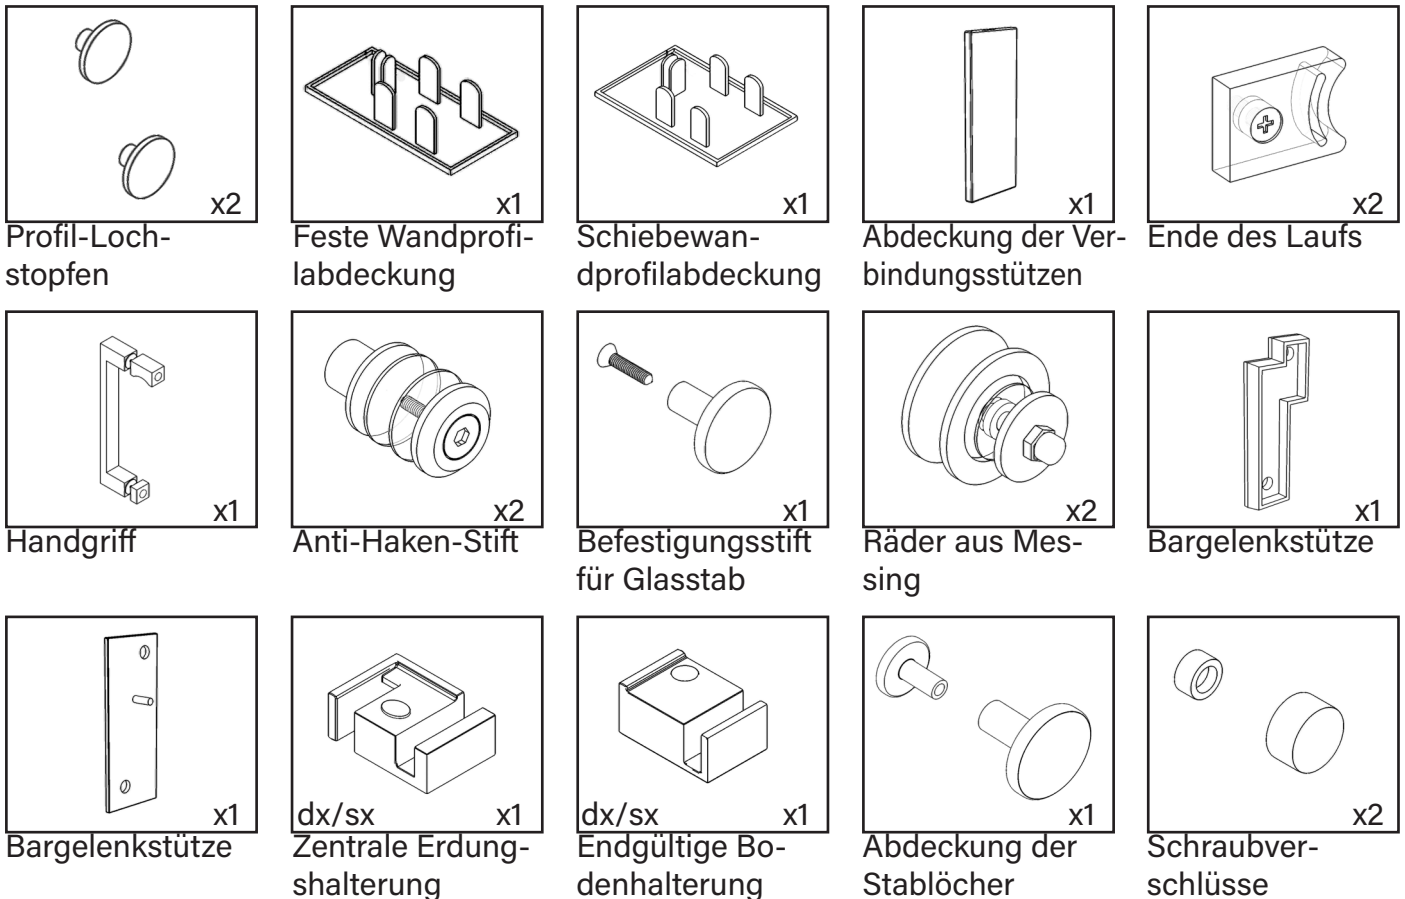 x2
Profil-Loch-
stopfen
x1
Feste Wandprofi-
labdeckung
x1
Schiebewan-
dprofilabdeckung
x1
Abdeckung der Ver-
bindungsstützen
x2
Ende des Laufs
x1
Handgriff
x2
Anti-Haken-Stift
x1
Befestigungsstift
für Glasstab
x2
Räder aus Mes-
sing
x1
Bargelenkstütze
x1
Bargelenkstütze
dx/sx x1
Zentrale Erdung-
shalterung
dx/sx x1
Endgültige Bo-
denhalterung
x1
Abdeckung der
Stablöcher
x2
Schraubver-
schlüsse